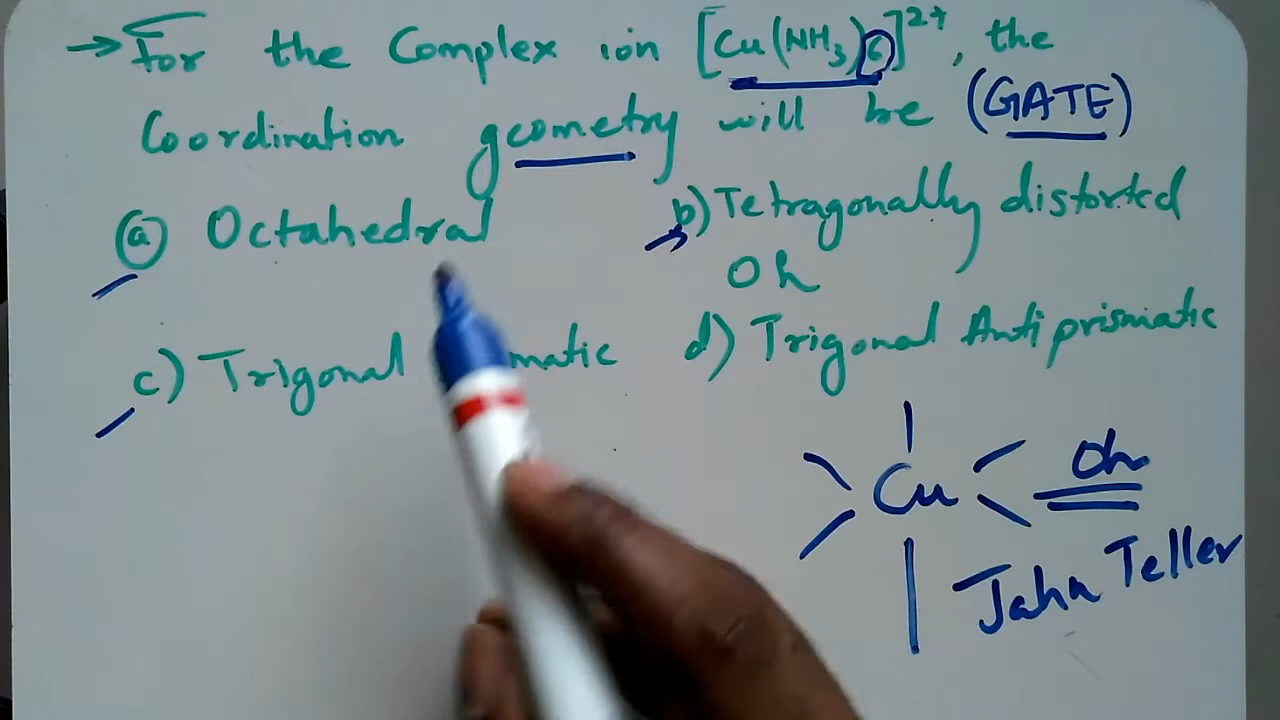 → For the Complex ion [Cu(NH3)6]2+, the
Coordination geometry will be (GATE)
(a) Octahedral
b) Tetragonally distorted
Oh
c) Trigonal matic
d) Trigonal Antiprismatic
Cu
Oh
Jahn Teller